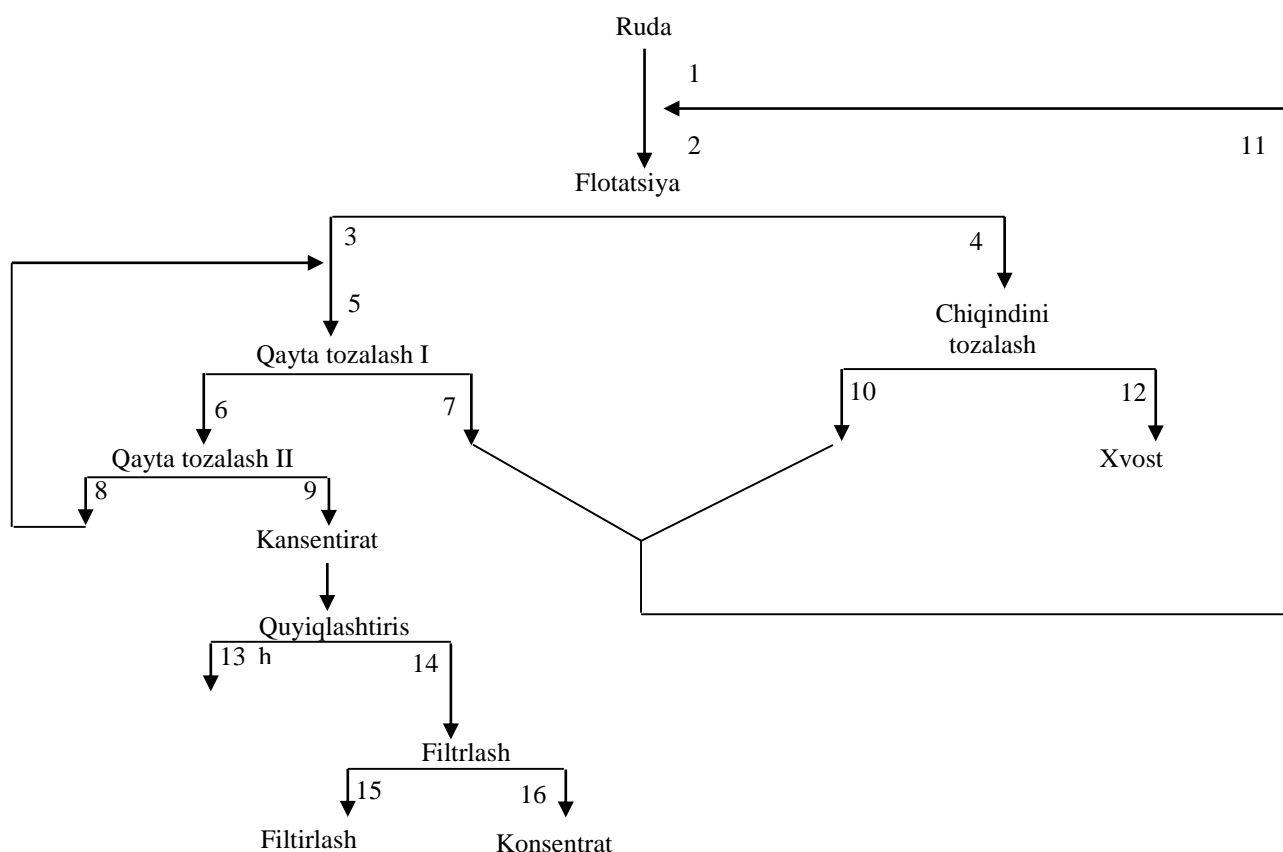 Ruda
1
2
11
Flotatsiya
3
4
5
Chiqindini
tozalash
Qayta tozalash I
6
7
10
12
Qayta tozalash II
Xvost
8
9
Kansentirat
Quyiqlashtiris
13 h
14
Filtrlash
15
16
Filtirlash
Konsentrat